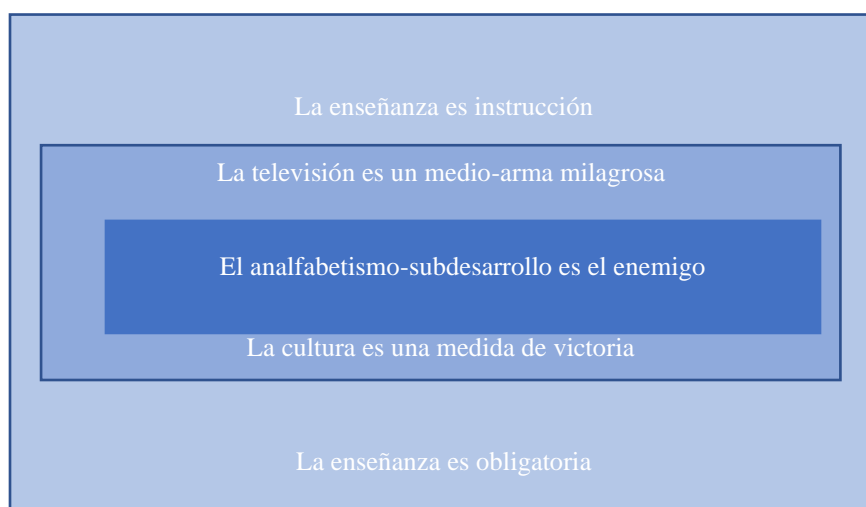 La enseñanza es instrucción
La televisión es un medio-arma milagrosa
El analfabetismo-subdesarrollo es el enemigo
La cultura es una medida de victoria
La enseñanza es obligatoria